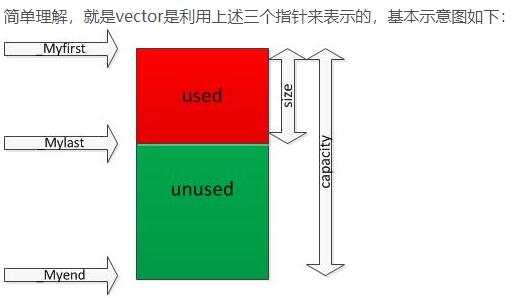 简单理解，就是vector是利用上述三个指针来表示的，基本示意图如下：
_Myfirst
used
size
_Mylast
capacity
unused
_Myend